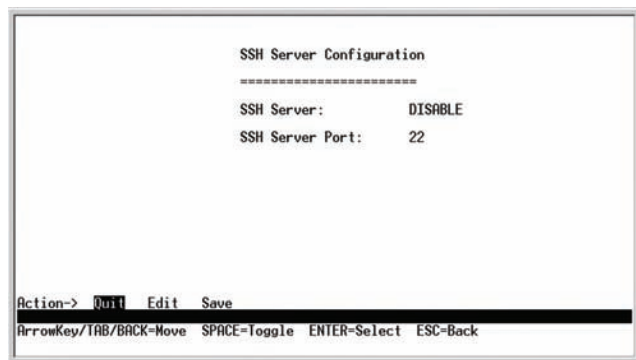 SSH Server Configuration
=======================
SSH Server: DISABLE
SSH Server Port: 22
Action-> Quit Edit Save
ArrowKey/TAB/BACK=Move SPACE=Toggle ENTER=Select ESC=Back